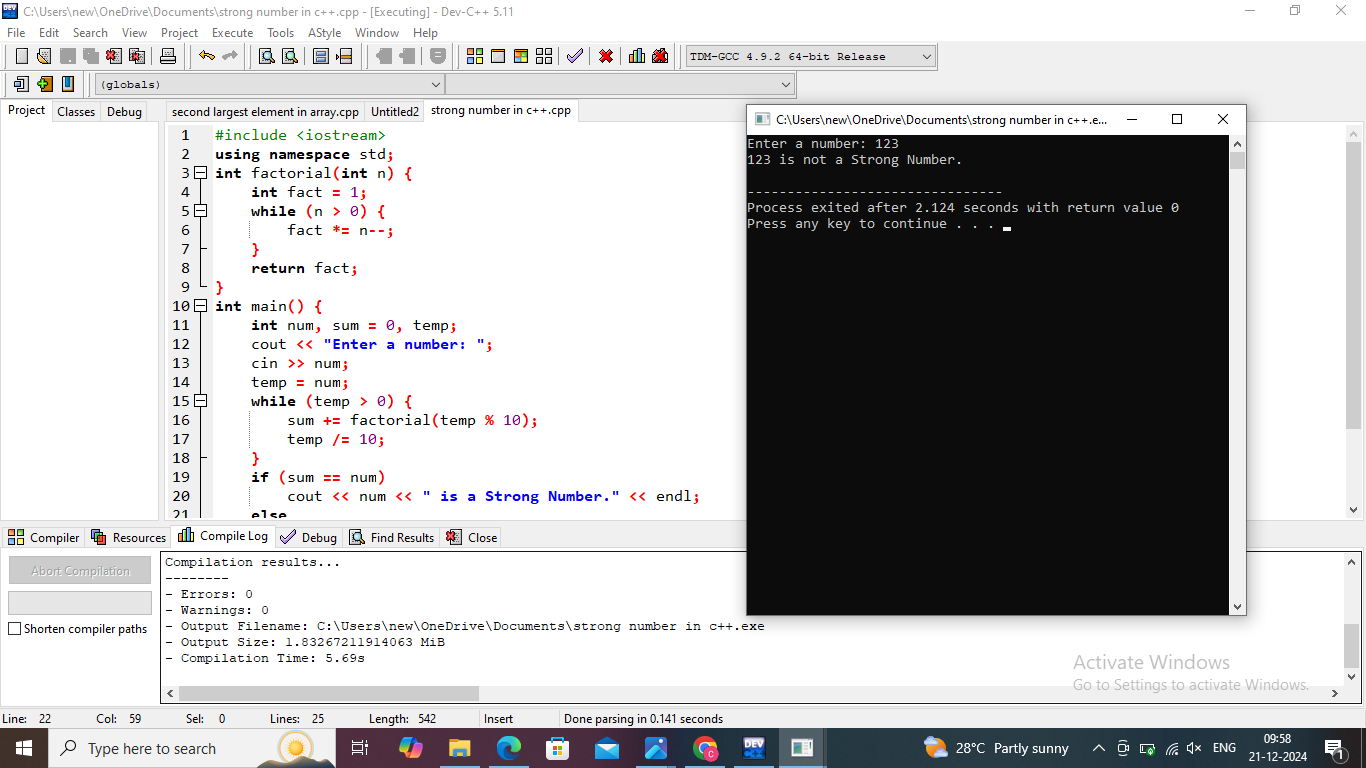 C:\Users\new\OneDrive\Documents\strong number in c++.cpp - [Executing] - Dev-C++ 5.11
File Edit Search View Project Execute Tools AStyle Window Help
TDM-GCC 4.9.2 64-bit Release
(globals)
Project Classes Debug
second largest element in array.cpp Untitled2 strong number in c++.cpp
1 #include <iostream>
2 using namespace std;
3 int factorial(int n) {
4 int fact = 1;
5 while (n > 0) {
6 fact *= n--;
7 }
8 return fact;
9 }
10 int main() {
11 int num, sum = 0, temp;
12 cout << "Enter a number: ";
13 cin >> num;
14 temp = num;
15 while (temp > 0) {
16 sum += factorial(temp % 10);
17 temp /= 10;
18 }
19 if (sum == num)
20 cout << num << " is a Strong Number." << endl;
21 else
C:\Users\new\OneDrive\Documents\strong number in c++.e...
Enter a number: 123
123 is not a Strong Number.
--------------------------------
Process exited after 2.124 seconds with return value 0
Press any key to continue . . .
Compiler Resources Compile Log Debug Find Results Close
Abort Compilation
Shorten compiler paths
Compilation results...
--------
- Errors: 0
- Warnings: 0
- Output Filename: C:\Users\new\OneDrive\Documents\strong number in c++.exe
- Output Size: 1.83267211914063 MiB
- Compilation Time: 5.69s
Activate Windows
Go to Settings to activate Windows.
Line: 22 Col: 59 Sel: 0 Lines: 25 Length: 542 Insert Done parsing in 0.141 seconds
Type here to search
DEV
28°C Partly sunny
ENG
09:58
21-12-2024
1